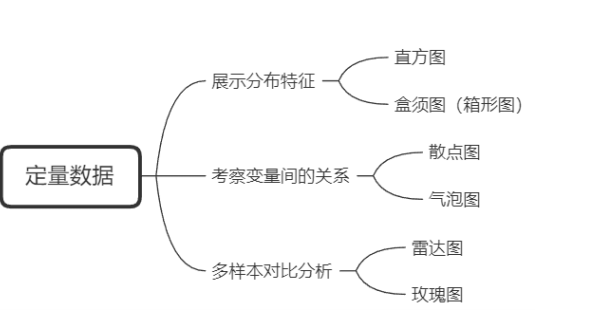 定量数据
展示分布特征
直方图
盒须图（箱形图）
考察变量间的关系
散点图
气泡图
多样本对比分析
雷达图
玫瑰图